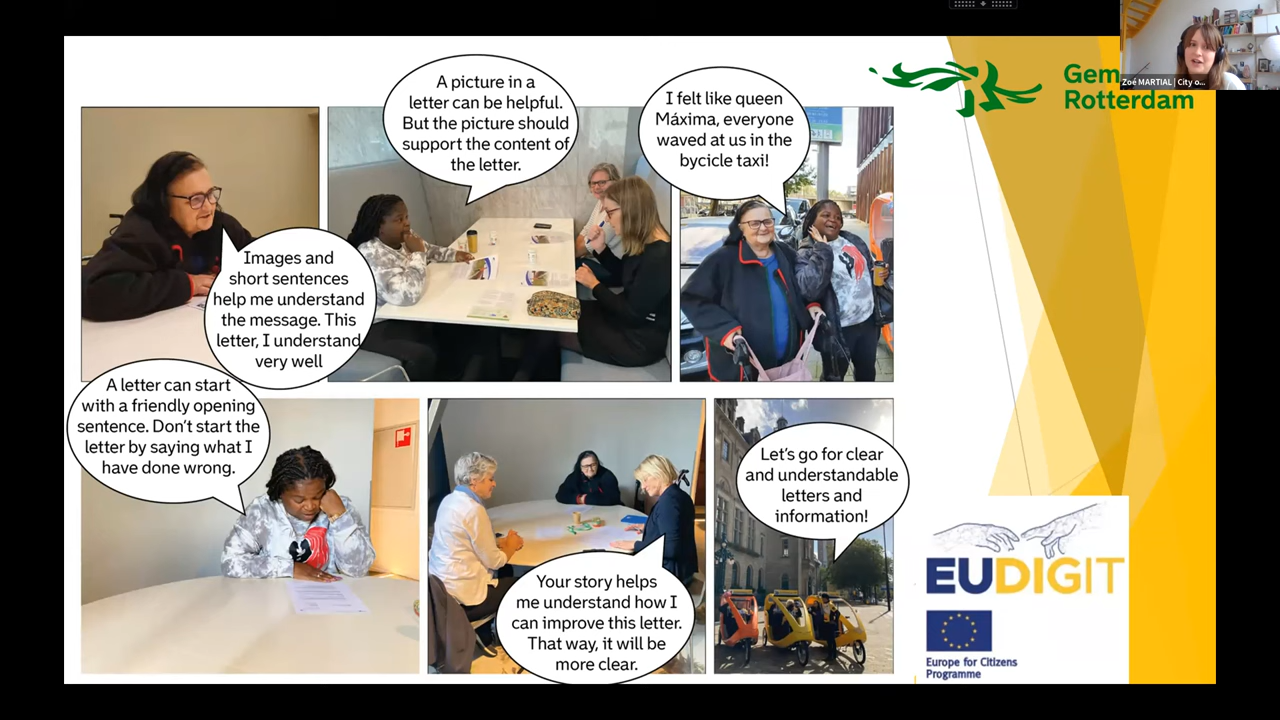 A picture in a
letter can be helpful.
But the picture should
support the content of
the letter.
I felt like queen
Máxima, everyone
waved at us in the
bycicle taxi!
Gem
Rotterdam
Zoé MARTIAL | City o...
Images and
short sentences
help me understand
the message. This
letter, I understand
very well
A letter can start
with a friendly opening
sentence. Don't start the
letter by saying what I
have done wrong.
Your story helps
me understand how I
can improve this letter.
That way, it will be
more clear.
Let's go for clear
and understandable
letters and
information!
EUDIGIT
Europe for Citizens
Programme